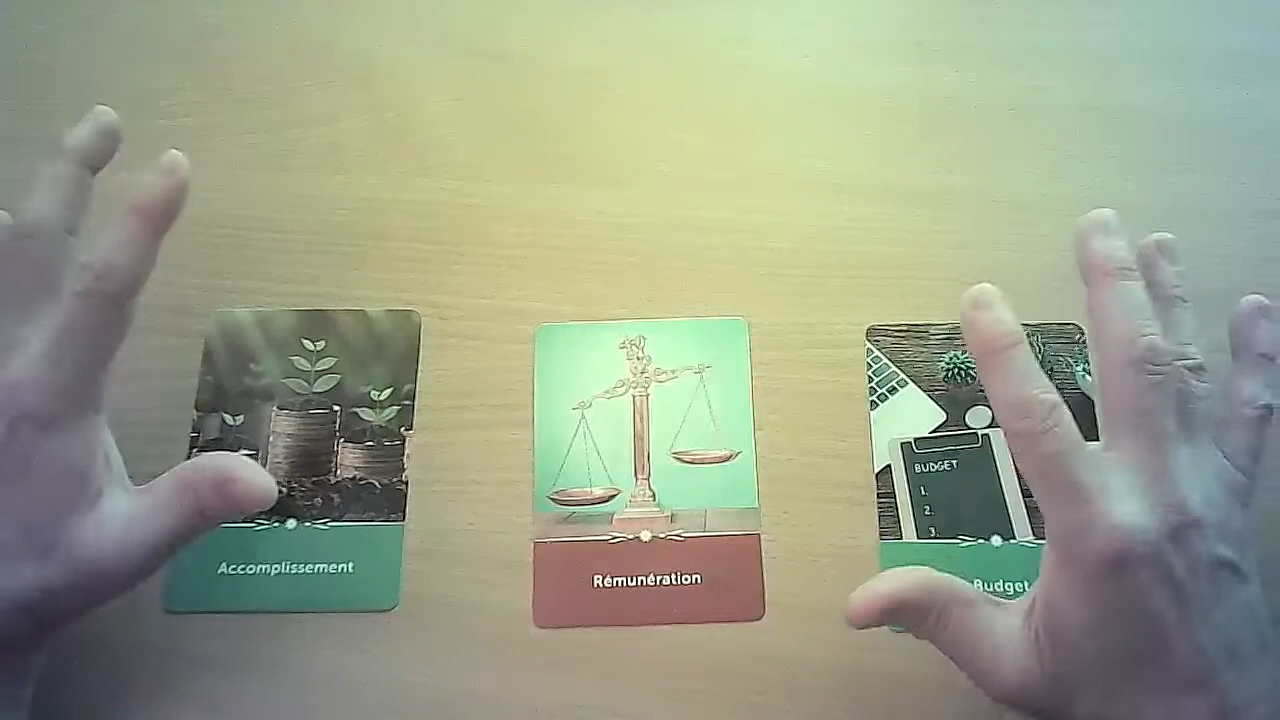 Accomplissement
Rémunération
BUDGET
1.
2.
3.
Budget